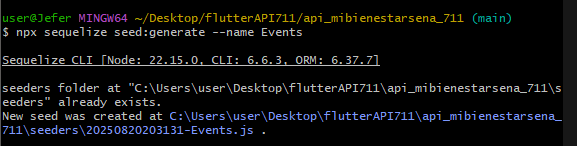 user@Jefer MINGW64 ~/Desktop/flutterAPI711/api_mibienestarsena_711 (main)
$ npx sequelize seed:generate --name Events
Sequelize CLI [Node: 22.15.0, CLI: 6.6.3, ORM: 6.37.7]
seeders folder at "C:\Users\user\Desktop\flutterAPI711\api_mibienestarsena_711\s
eeders" already exists.
New seed was created at C:\Users\user\Desktop\flutterAPI711\api_mibienestarsena_
711\seeders\20250820203131-Events.js .